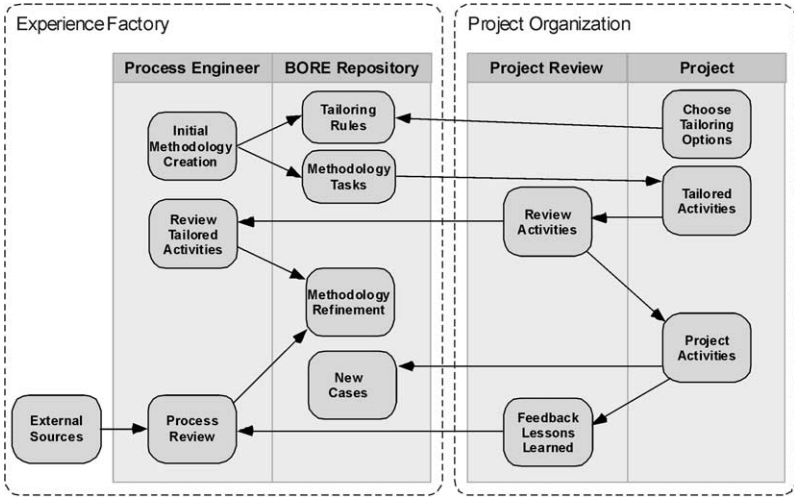 Experience Factory
Project Organization
Process Engineer
BORE Repository
Project Review
Project
Initial
Methodology
Creation
Tailoring
Rules
Choose
Tailoring
Options
Methodology
Tasks
Tailored
Activities
Review
Tailored
Activities
Review
Activities
Methodology
Refinement
Project
Activities
New
Cases
External
Sources
Process
Review
Feedback
Lessons
Learned